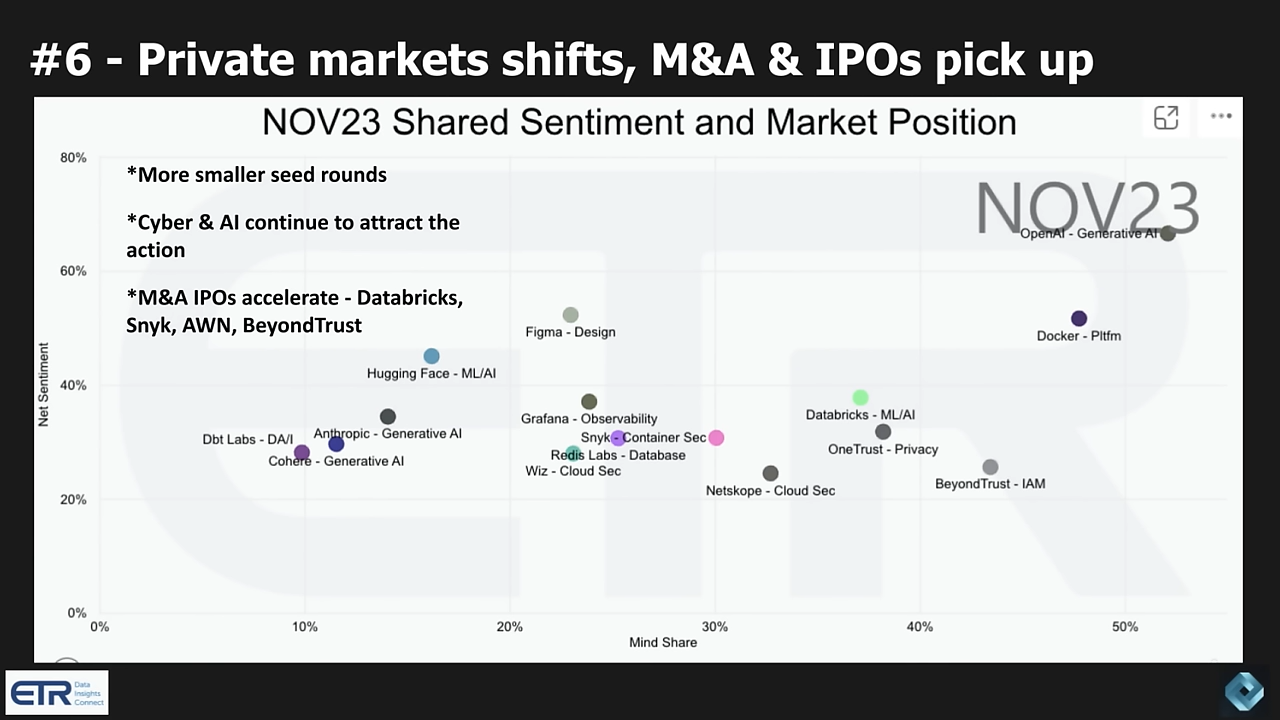 #6 - Private markets shifts, M&A & IPOs pick up
NOV23 Shared Sentiment and Market Position
80%
*More smaller seed rounds
*Cyber & AI continue to attract the
action
*M&A IPOs accelerate - Databricks,
Snyk, AWN, BeyondTrust
NOV23
OpenAI - Generative AI
60%
Figma - Design
Docker - Pltfm
Hugging Face - ML/AI
40%
Net Sentiment
Databricks - ML/AI
Grafana - Observability
Anthropic - Generative AI
Dbt Labs - DA/I
Snyk - Container Sec
OneTrust - Privacy
Redis Labs - Database
Cohere - Generative AI
Wiz - Cloud Sec
BeyondTrust - IAM
Netskope - Cloud Sec
20%
0%
0%
10%
20%
30%
40%
50%
Mind Share
ETR
Data
Insights
Connect